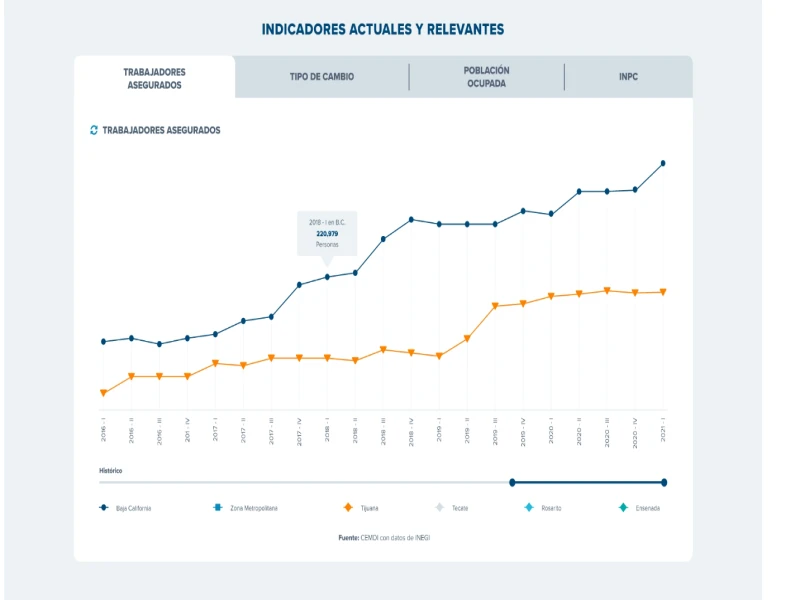 INDICADORES ACTUALES Y RELEVANTES
TRABAJADORES
ASEGURADOS
TIPO DE CAMBIO
POBLACIÓN
OCUPADA
INPC
TRABAJADORES ASEGURADOS
2018 - I en B.C.
220,979
Personas
2016 - I
2016 - II
2016 - III
201 - IV
2017 - I
2017 - II
2017 - III
2017 - IV
2018 - I
2018 - II
2018 - III
2018 - IV
2019 - I
2019 - II
2019 - III
2019 - IV
2020 - I
2020 - II
2020 - III
2020 - IV
2021 - I
Histórico
Baja California
Zona Metropolitana
Tijuana
Tecate
Rosarito
Ensenada
Fuente: CEMDI con datos de INEGI